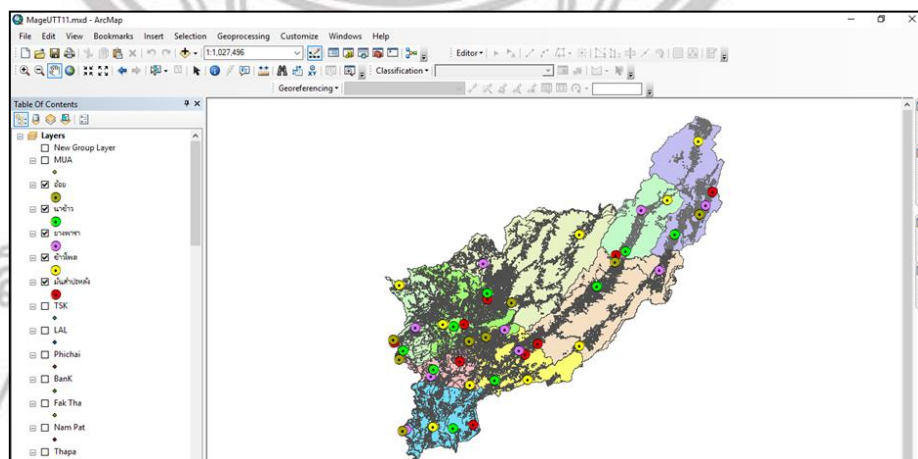 MageUTT11.mxd - ArcMap
File Edit View Bookmarks Insert Selection Geoprocessing Customize Windows Help
1:1,027,496
Editor
Classification
Georeferencing
Table Of Contents
Layers
New Group Layer
MUA
อ้อย
นาข้าว
ยางพารา
ข้าวโพด
มันสำปะหลัง
TSK
LAL
Phichai
BanK
Fak Tha
Nam Pat
Thapa